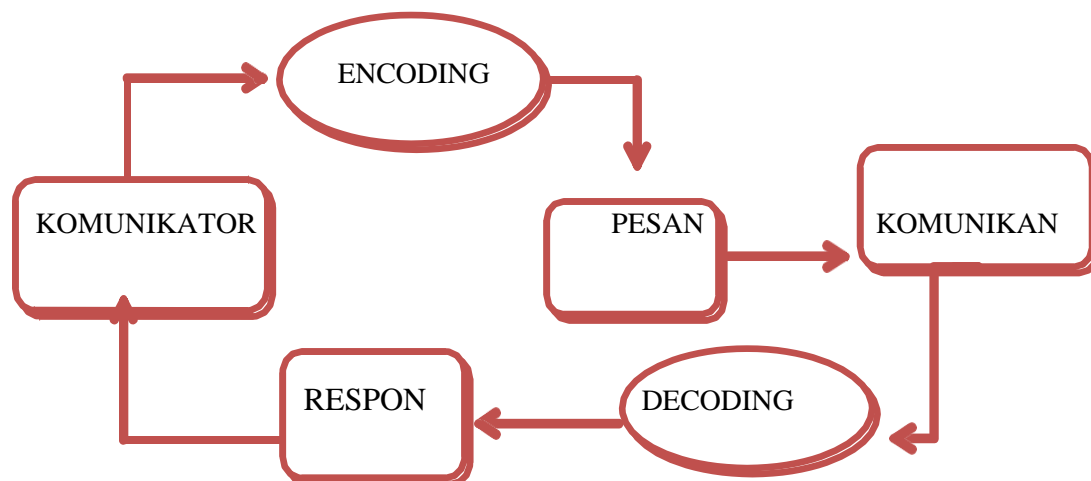 ENCODING
KOMUNIKATOR
PESAN
KOMUNIKAN
RESPON
DECODING